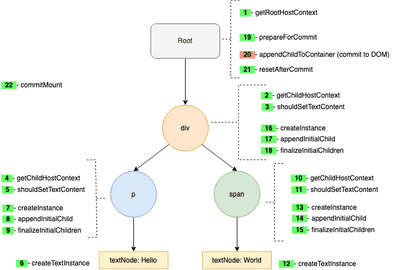 1 - getRootHostContext
19 - prepareForCommit
Root
20 - appendChildToContainer (commit to DOM)
21 - resetAfterCommit
22 - commitMount
2 - getChildHostContext
3 - shouldSetTextContent
div
16 - createInstance
17 - appendInitialChild
18 - finalizeInitialChildren
4 - getChildHostContext
5 - shouldSetTextContent
p
7 - createInstance
8 - appendInitialChild
9 - finalizeInitialChildren
span
10 - getChildHostContext
11 - shouldSetTextContent
13 - createInstance
14 - appendInitialChild
15 - finalizeInitialChildren
6 - createTextInstance
textNode: Hello
textNode: World
12 - createTextInstance